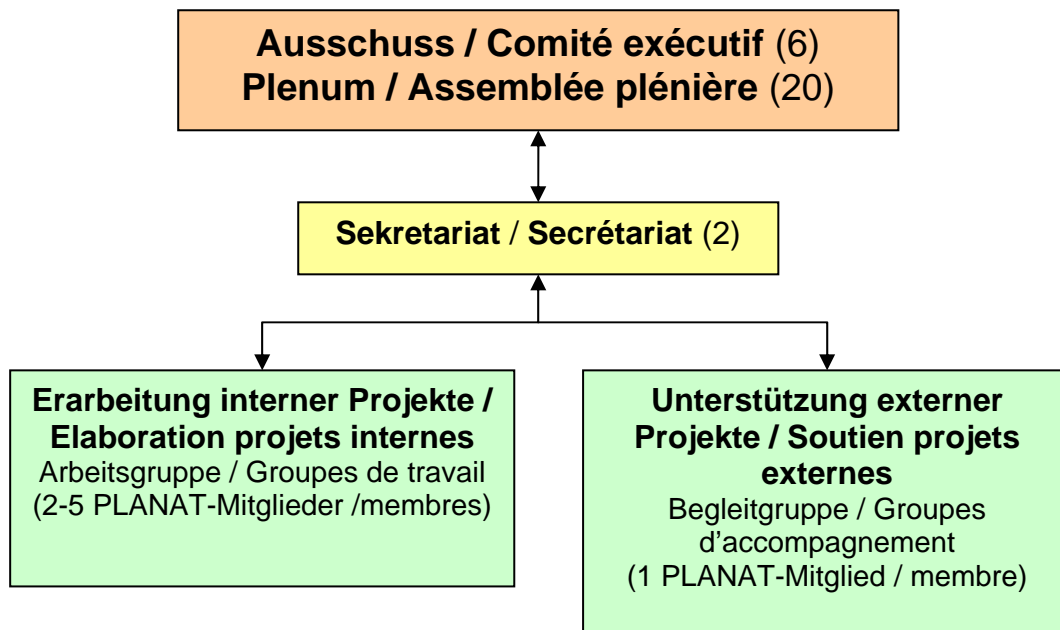 Ausschuss / Comité exécutif (6)
Plenum / Assemblée plénière (20)
Sekretariat / Secrétariat (2)
Erarbeitung interner Projekte /
Elaboration projets internes
Arbeitsgruppe / Groupes de travail
(2-5 PLANAT-Mitglieder /membres)
Unterstützung externer
Projekte / Soutien projets
externes
Begleitgruppe / Groupes
d’accompagnement
(1 PLANAT-Mitglied / membre)